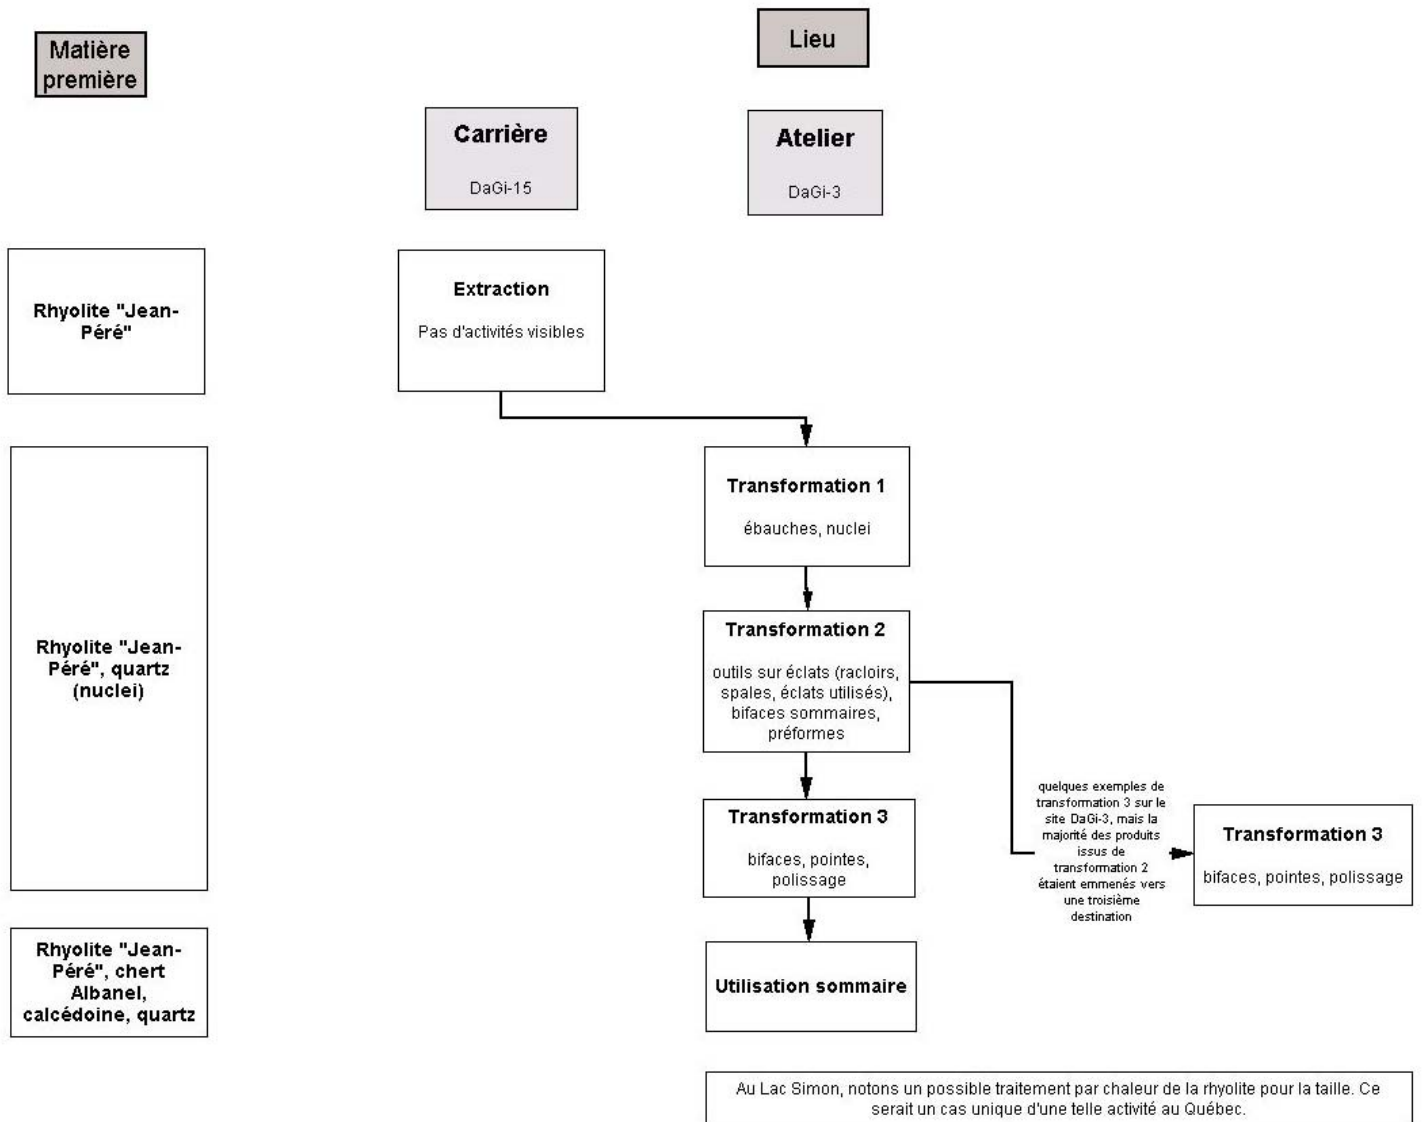 Matière
première
Lieu
Carrière
DaGi-15
Atelier
DaGi-3
Rhyolite "Jean-
Péré"
Extraction
Pas d'activités visibles
Rhyolite "Jean-
Péré", quartz
(nuclei)
Transformation 1
ébauches, nuclei
Transformation 2
outils sur éclats (racloirs,
spales, éclats utilisés),
bifaces sommaires,
préformes
Transformation 3
bifaces, pointes,
polissage
quelques exemples de
transformation 3 sur le
site DaGi-3, mais la
majorité des produits
issus de
transformation 2
étaient emmenés vers
une troisième
destination
Transformation 3
bifaces, pointes, polissage
Rhyolite "Jean-
Péré", chert
Albanel,
calcédoine, quartz
Utilisation sommaire
Au Lac Simon, notons un possible traitement par chaleur de la rhyolite pour la taille. Ce
serait un cas unique d'une telle activité au Québec.